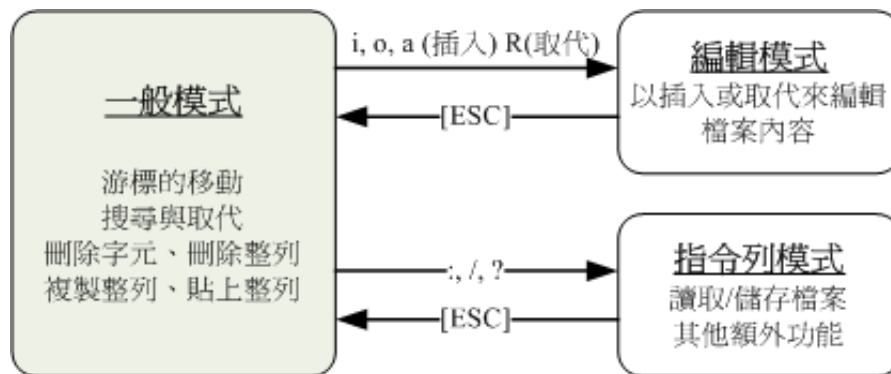 一般模式
游標的移動
搜尋與取代
刪除字元、刪除整列
複製整列、貼上整列
i, o, a (插入) R(取代)
[ESC]
編輯模式
以插入或取代來編輯
檔案內容
:, /, ?
[ESC]
指令列模式
讀取/儲存檔案
其他額外功能